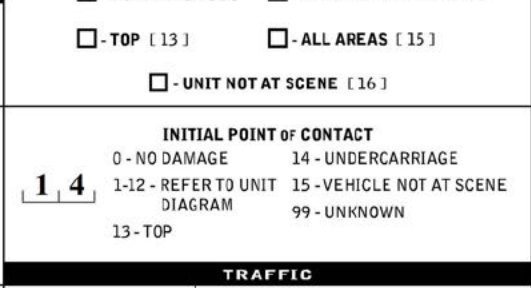 ☐ - TOP [ 13 ] ☐ - ALL AREAS [ 15 ]
☐ - UNIT NOT AT SCENE [ 16 ]
INITIAL POINT OF CONTACT
0 - NO DAMAGE 14 - UNDERCARRIAGE
1 4 1-12 - REFER TO UNIT 15 - VEHICLE NOT AT SCENE
DIAGRAM 99 - UNKNOWN
13 - TOP
TRAFFIC